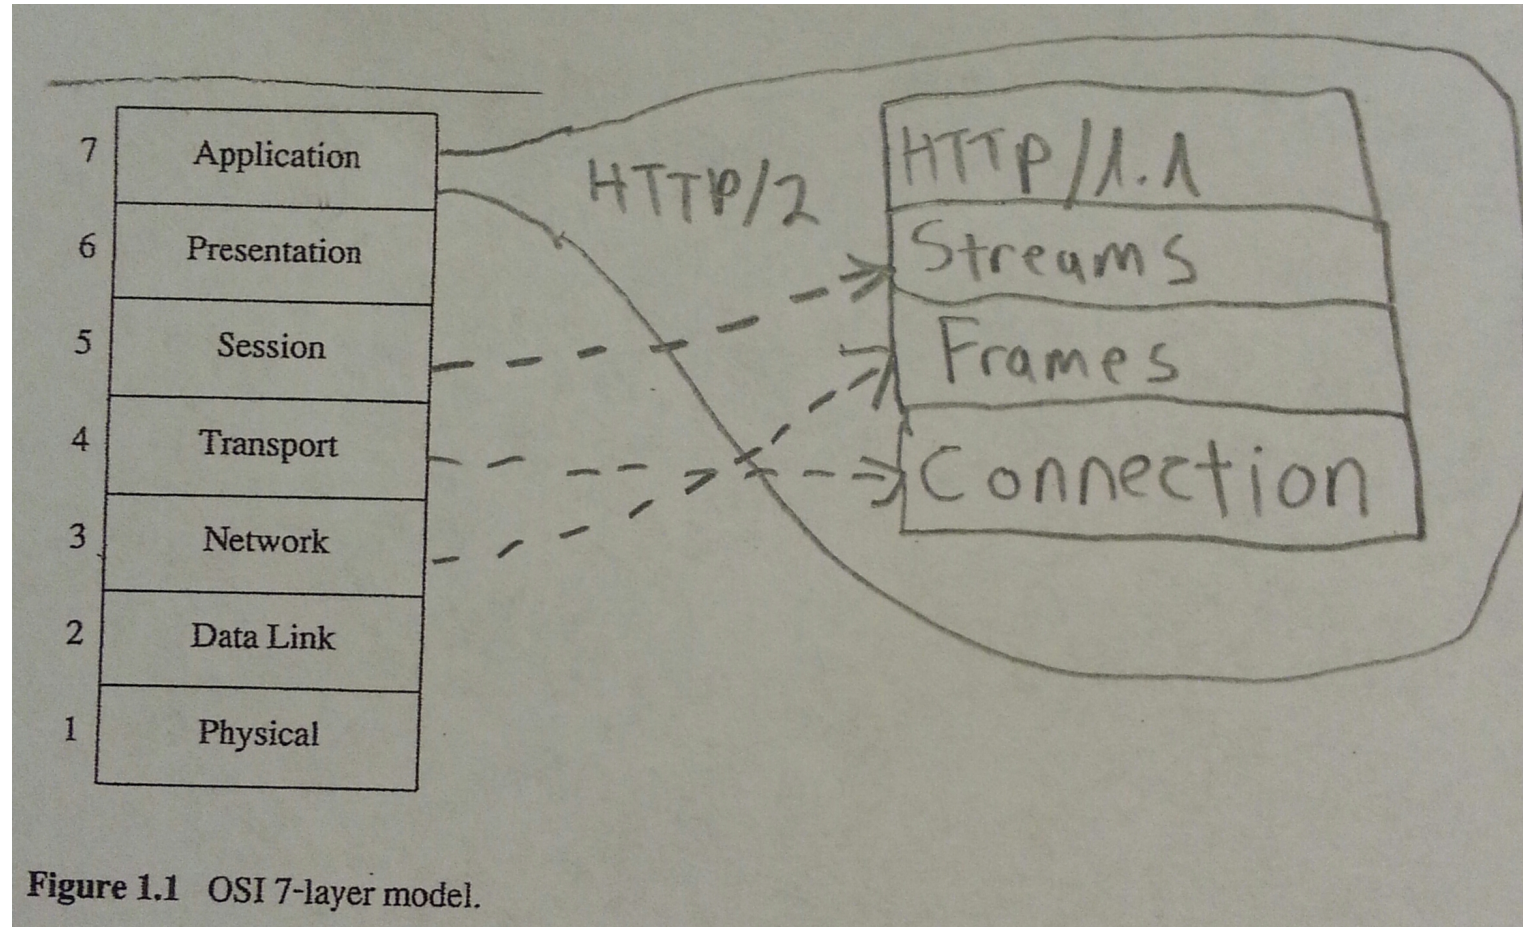 7 Application
6 Presentation
5 Session
4 Transport
3 Network
2 Data Link
1 Physical
HTTP/2
HTTP/1.1
Streams
Frames
Connection
Figure 1.1 OSI 7-layer model.